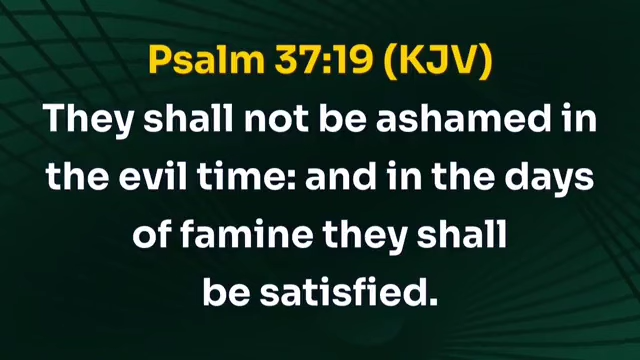 Psalm 37:19 (KJV)
They shall not be ashamed in
the evil time: and in the days
of famine they shall
be satisfied.